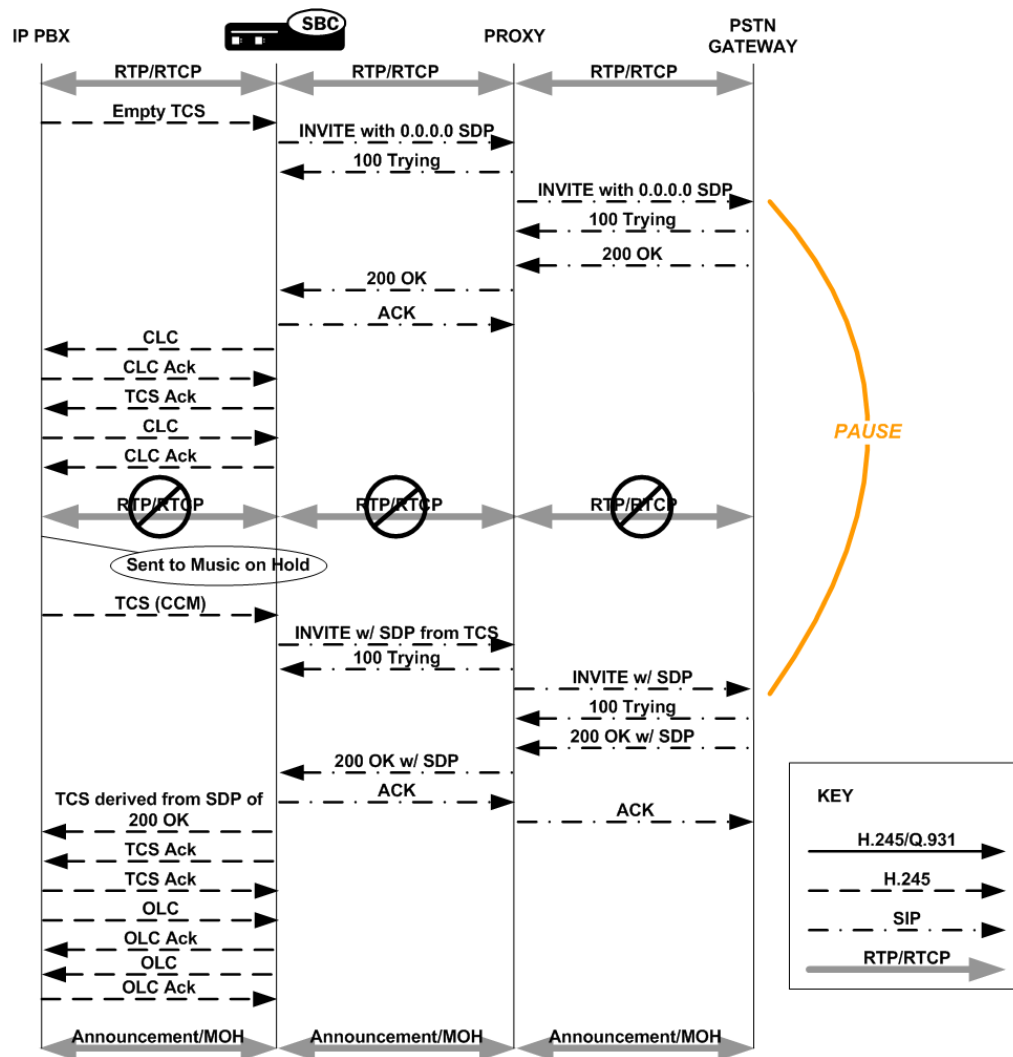 IP PBX
SBC
PROXY
PSTN
GATEWAY
RTP/RTCP
RTP/RTCP
RTP/RTCP
Empty TCS
INVITE with 0.0.0.0 SDP
100 Trying
INVITE with 0.0.0.0 SDP
100 Trying
200 OK
200 OK
ACK
CLC
CLC Ack
TCS Ack
CLC
CLC Ack
PAUSE
RTP/RTCP
RTP/RTCP
RTP/RTCP
Sent to Music on Hold
TCS (CCM)
INVITE w/ SDP from TCS
100 Trying
INVITE w/ SDP
100 Trying
200 OK w/ SDP
200 OK w/ SDP
ACK
ACK
TCS derived from SDP of
200 OK
TCS Ack
TCS Ack
OLC
OLC Ack
OLC
OLC Ack
Announcement/MOH
Announcement/MOH
Announcement/MOH
KEY
H.245/Q.931
H.245
SIP
RTP/RTCP